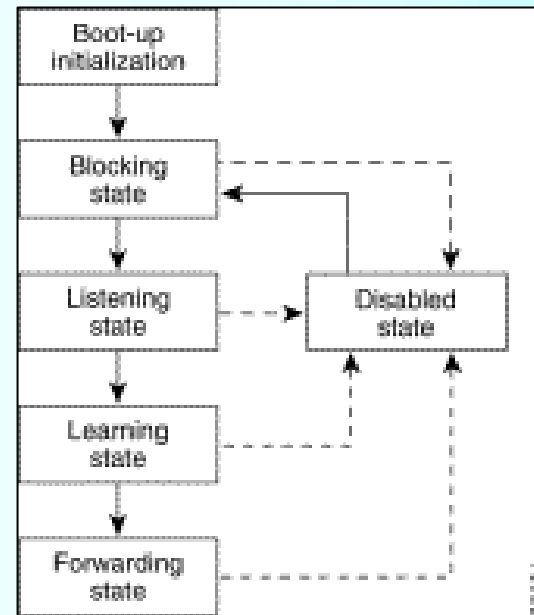 Boot-up
initialization
Blocking
state
Listening
state
Disabled
state
Learning
state
Forwarding
state